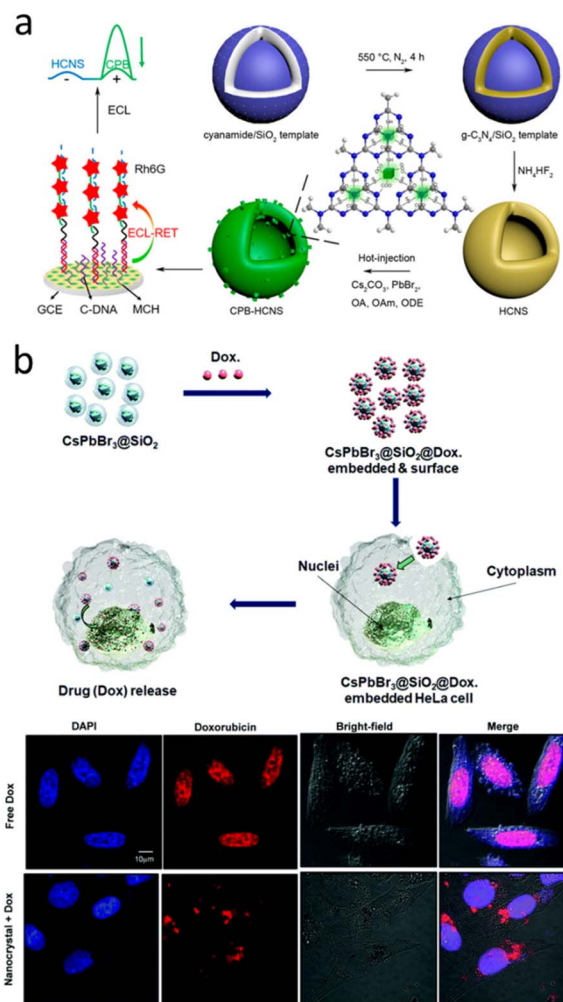 a
HCNS
CPB
-
+
ECL
Rh6G
ECL-RET
GCE
C-DNA
MCH
cyanamide/SiO₂ template
550 °C, N₂, 4 h
g-C₃N₄/SiO₂ template
NH₄HF₂
HCNS
Hot-injection
Cs₂CO₃, PbBr₂,
OA, OAm, ODE
CPB-HCNS
b
CsPbBr₃@SiO₂
Dox.
CsPbBr₃@SiO₂@Dox.
embedded & surface
Nuclei
Cytoplasm
CsPbBr₃@SiO₂@Dox.
embedded HeLa cell
Drug (Dox) release
DAPI
Doxorubicin
Bright-field
Merge
Free Dox
10μm
Nanocrystal + Dox